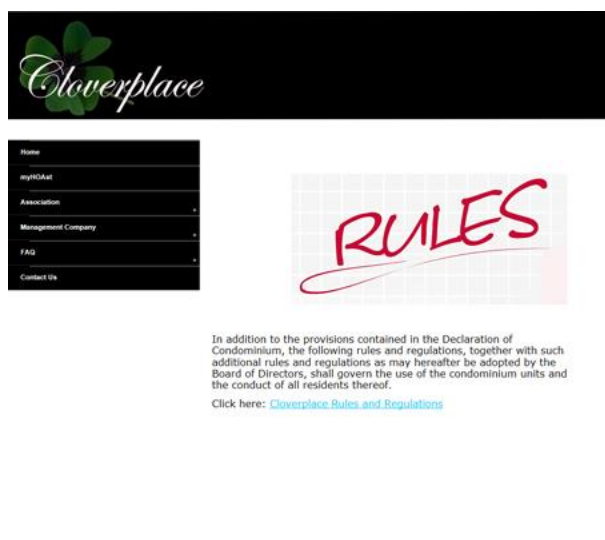 Cloverplace
Home
myHOAst
Association
Management Company
FAQ
Contact Us
RULES
In addition to the provisions contained in the Declaration of
Condominium, the following rules and regulations, together with such
additional rules and regulations as may hereafter be adopted by the
Board of Directors, shall govern the use of the condominium units and
the conduct of all residents thereof.
Click here: Cloverplace Rules and Regulations